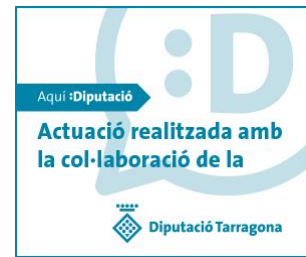 :D
Aquí :Diputació
Actuació realitzada amb
la col·laboració de la
Diputació Tarragona